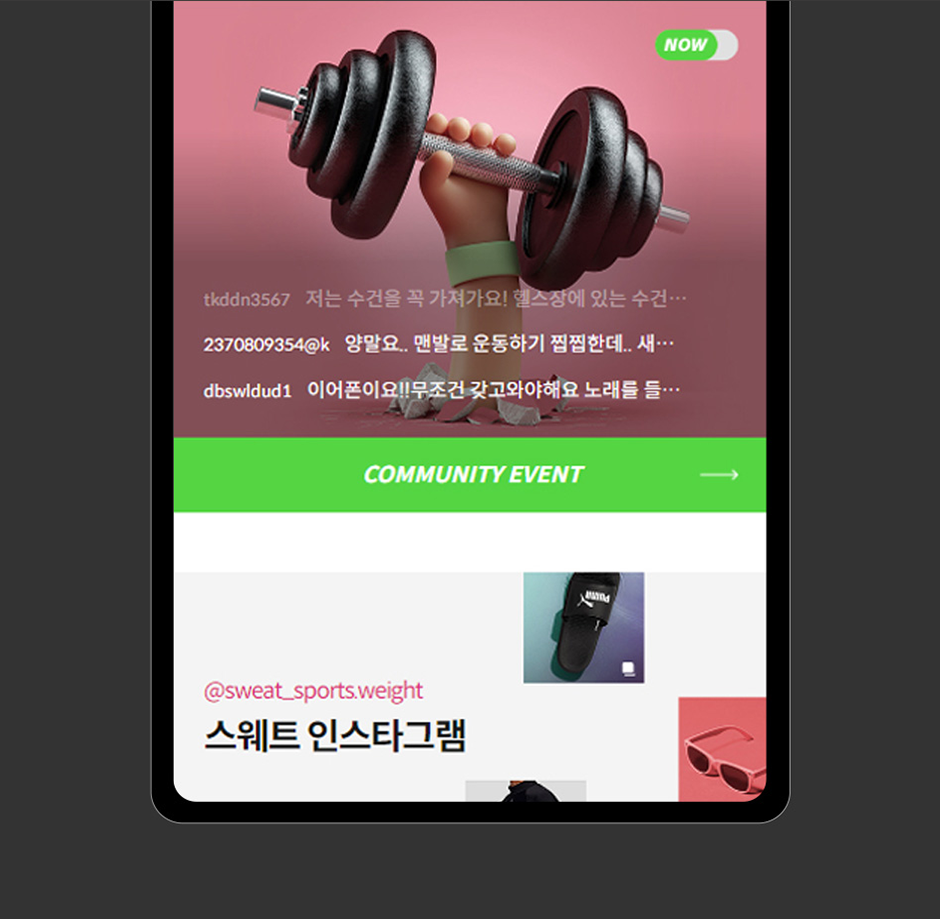 NOW
tkddn3567 저는 수건을 꼭 가져가요! 헬스장에 있는 수건…
2370809354@k 양말요.. 맨발로 운동하기 찝찝한데.. 새…
dbswldud1 이어폰이요!!무조건 갖고와야해요 노래를 들…
COMMUNITY EVENT
PUMA
@sweat_sports.weight
스웨트 인스타그램